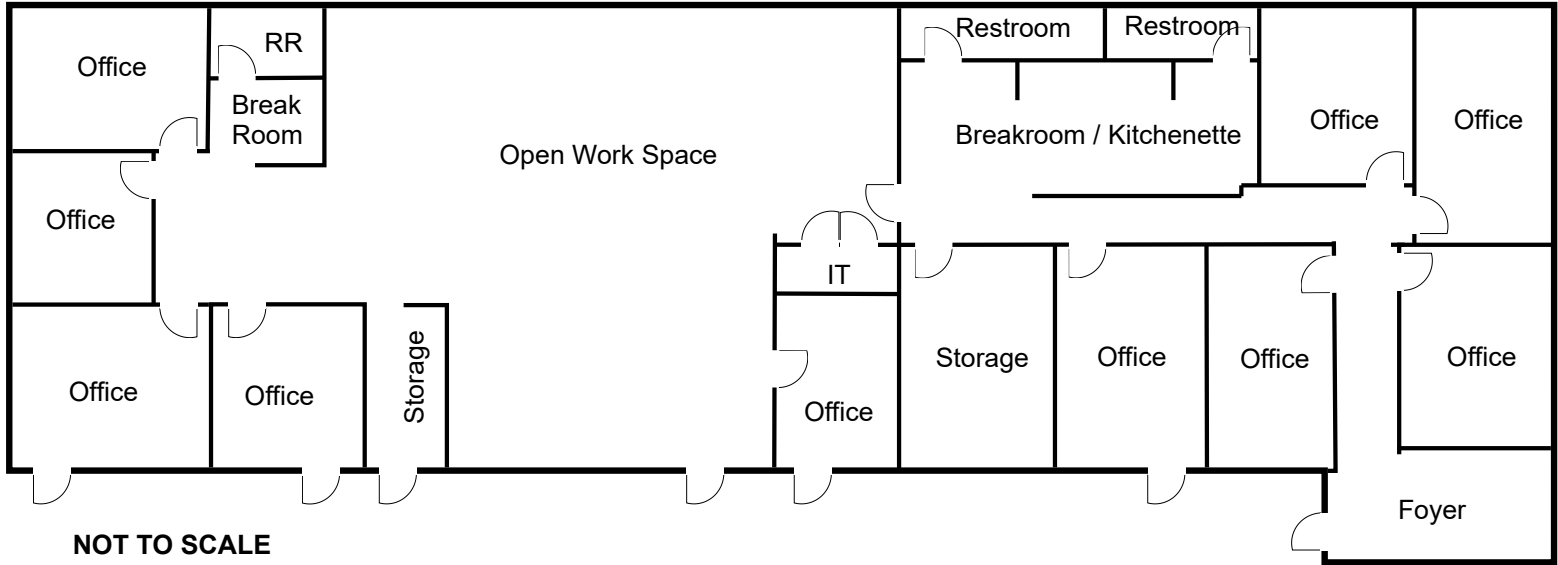 Office
RR
Break
Room
Open Work Space
Restroom
Restroom
Breakroom / Kitchenette
Office
Office
Office
IT
Office
Office
Storage
Office
Storage
Office
Office
Office
Foyer
NOT TO SCALE